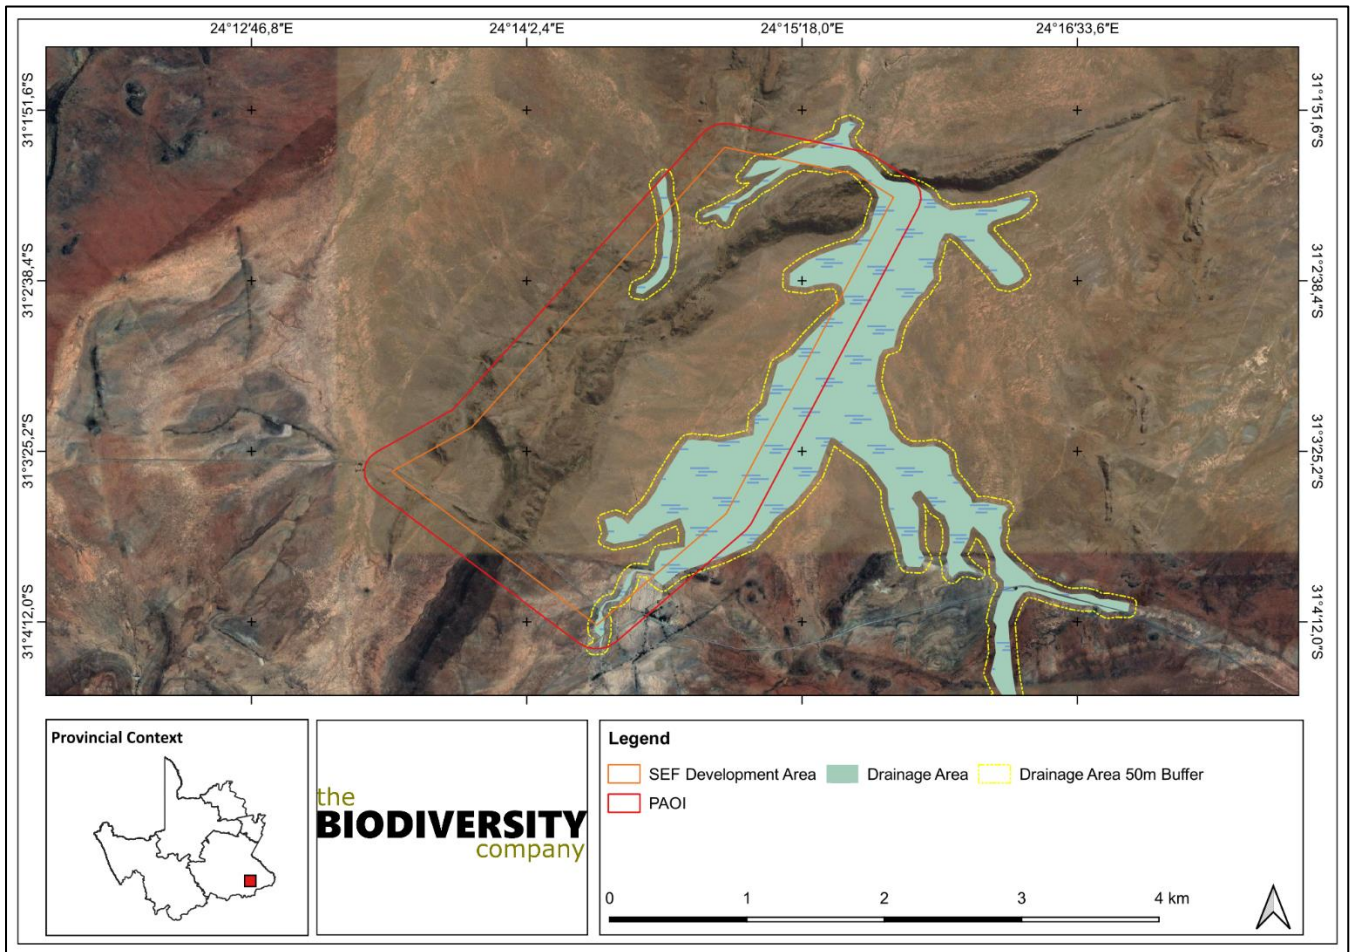 24°12′46,8″E 24°14′2,4″E 24°15′18,0″E 24°16′33,6″E
31°1′51,6″S 31°1′51,6″S
31°2′38,4″S 31°2′38,4″S
31°3′25,2″S 31°3′25,2″S
31°4′12,0″S 31°4′12,0″S
Provincial Context
the
BIODIVERSITY
company
Legend
SEF Development Area Drainage Area Drainage Area 50m Buffer
PAOI
0 1 2 3 4 km